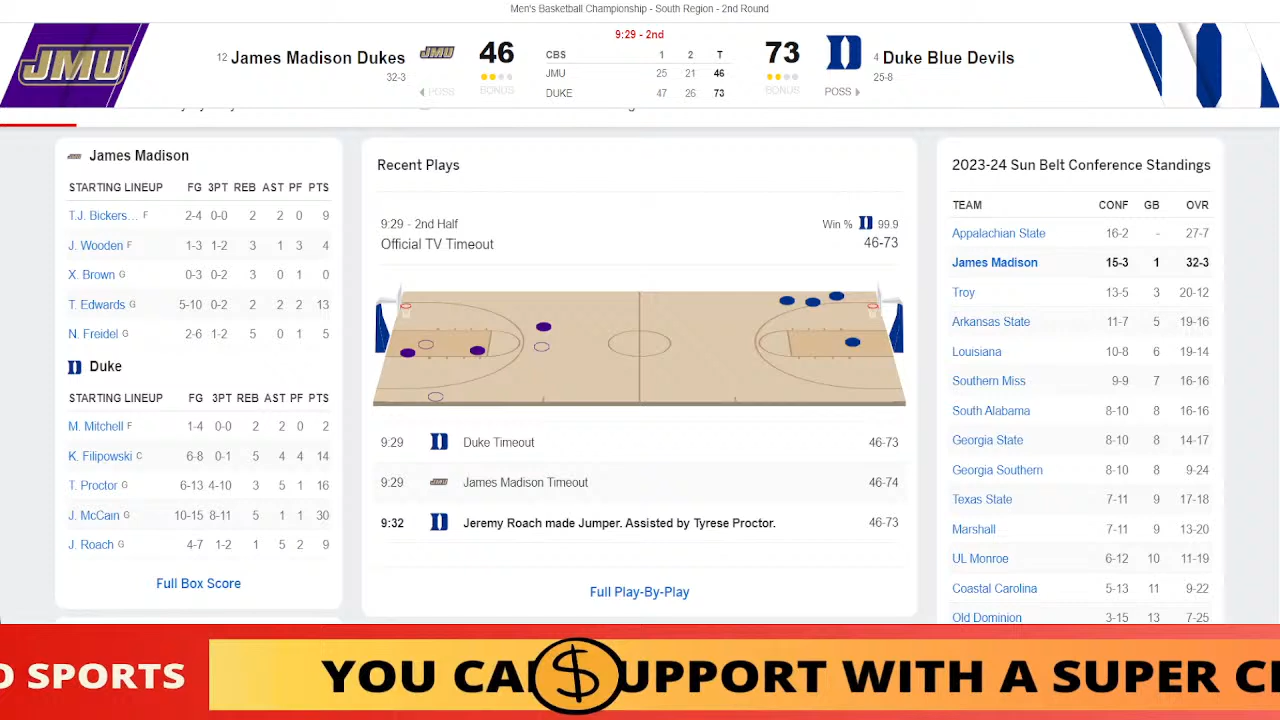 Men's Basketball Championship - South Region - 2nd Round
JMU
12 James Madison Dukes
32-3
JMU
46
POSS
BONUS
9:29 - 2nd
CBS 1 2 T
JMU 25 21 46
DUKE 47 26 73
73
BONUS
D
4 Duke Blue Devils
25-8
POSS
James Madison
STARTING LINEUP FG 3PT REB AST PF PTS
T.J. Bickers... F 2-4 0-0 2 2 0 9
J. Wooden F 1-3 1-2 3 1 3 4
X. Brown G 0-3 0-2 3 0 1 0
T. Edwards G 5-10 0-2 2 2 2 13
N. Freidel G 2-6 1-2 5 0 1 5
Duke
STARTING LINEUP FG 3PT REB AST PF PTS
M. Mitchell F 1-4 0-0 2 2 0 2
K. Filipowski C 6-8 0-1 5 4 4 14
T. Proctor G 6-13 4-10 3 5 1 16
J. McCain G 10-15 8-11 5 1 1 30
J. Roach G 4-7 1-2 1 5 2 9
Full Box Score
Recent Plays
9:29 - 2nd Half
Official TV Timeout
Win % 99.9
46-73
9:29 Duke Timeout 46-73
9:29 James Madison Timeout 46-74
9:32 Jeremy Roach made Jumper. Assisted by Tyrese Proctor. 46-73
Full Play-By-Play
2023-24 Sun Belt Conference Standings
TEAM CONF GB OVR
Appalachian State 16-2 - 27-7
James Madison 15-3 1 32-3
Troy 13-5 3 20-12
Arkansas State 11-7 5 19-16
Louisiana 10-8 6 19-14
Southern Miss 9-9 7 16-16
South Alabama 8-10 8 16-16
Georgia State 8-10 8 14-17
Georgia Southern 8-10 8 9-24
Texas State 7-11 9 17-18
Marshall 7-11 9 13-20
UL Monroe 6-12 10 11-19
Coastal Carolina 5-13 11 9-22
Old Dominion 3-15 13 7-25
D SPORTS
YOU CA $ UPPORT WITH A SUPER C